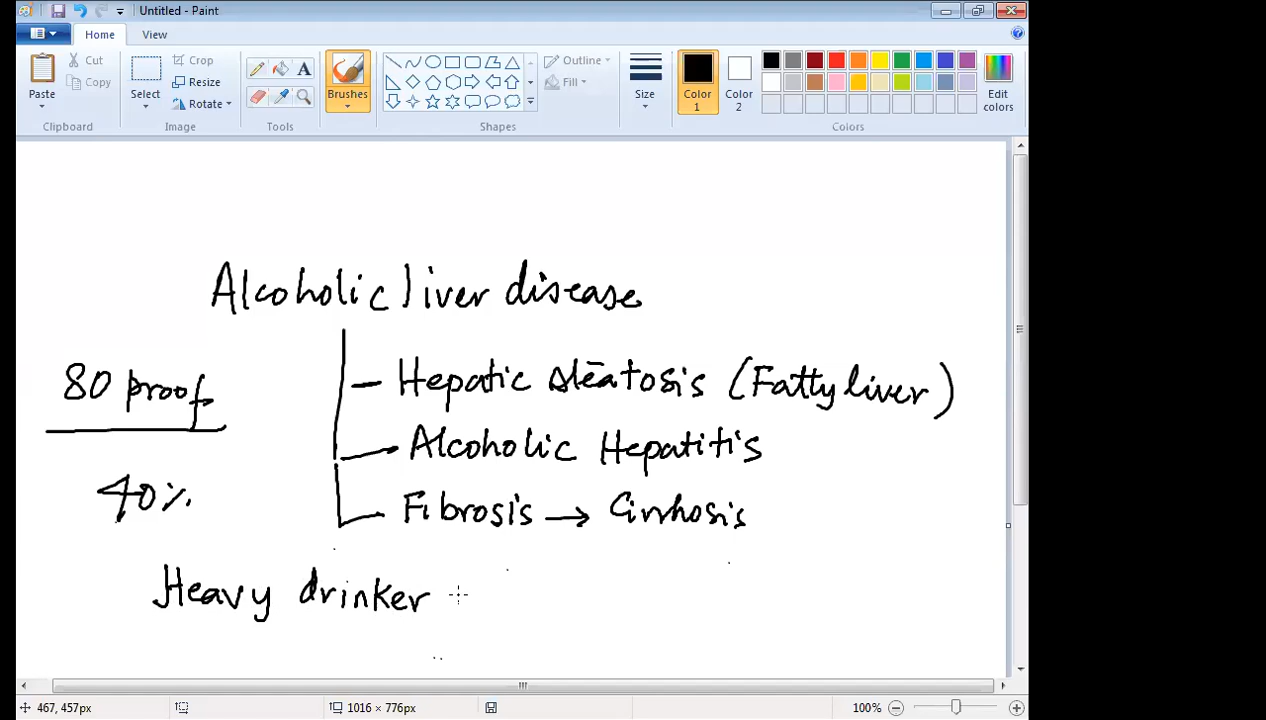 Untitled - Paint
Home View
Paste
Cut
Copy
Clipboard
Select
Crop
Resize
Rotate
Image
A
Tools
Brushes
Outline
Fill
Shapes
Size
Color 1
Color 2
Edit colors
Colors
Alcoholic liver disease
80 proof
Hepatic steatosis (Fatty liver)
Alcoholic Hepatitis
40%
Fibrosis → Cirrhosis
Heavy drinker
467, 457px
1016 × 776px
100%